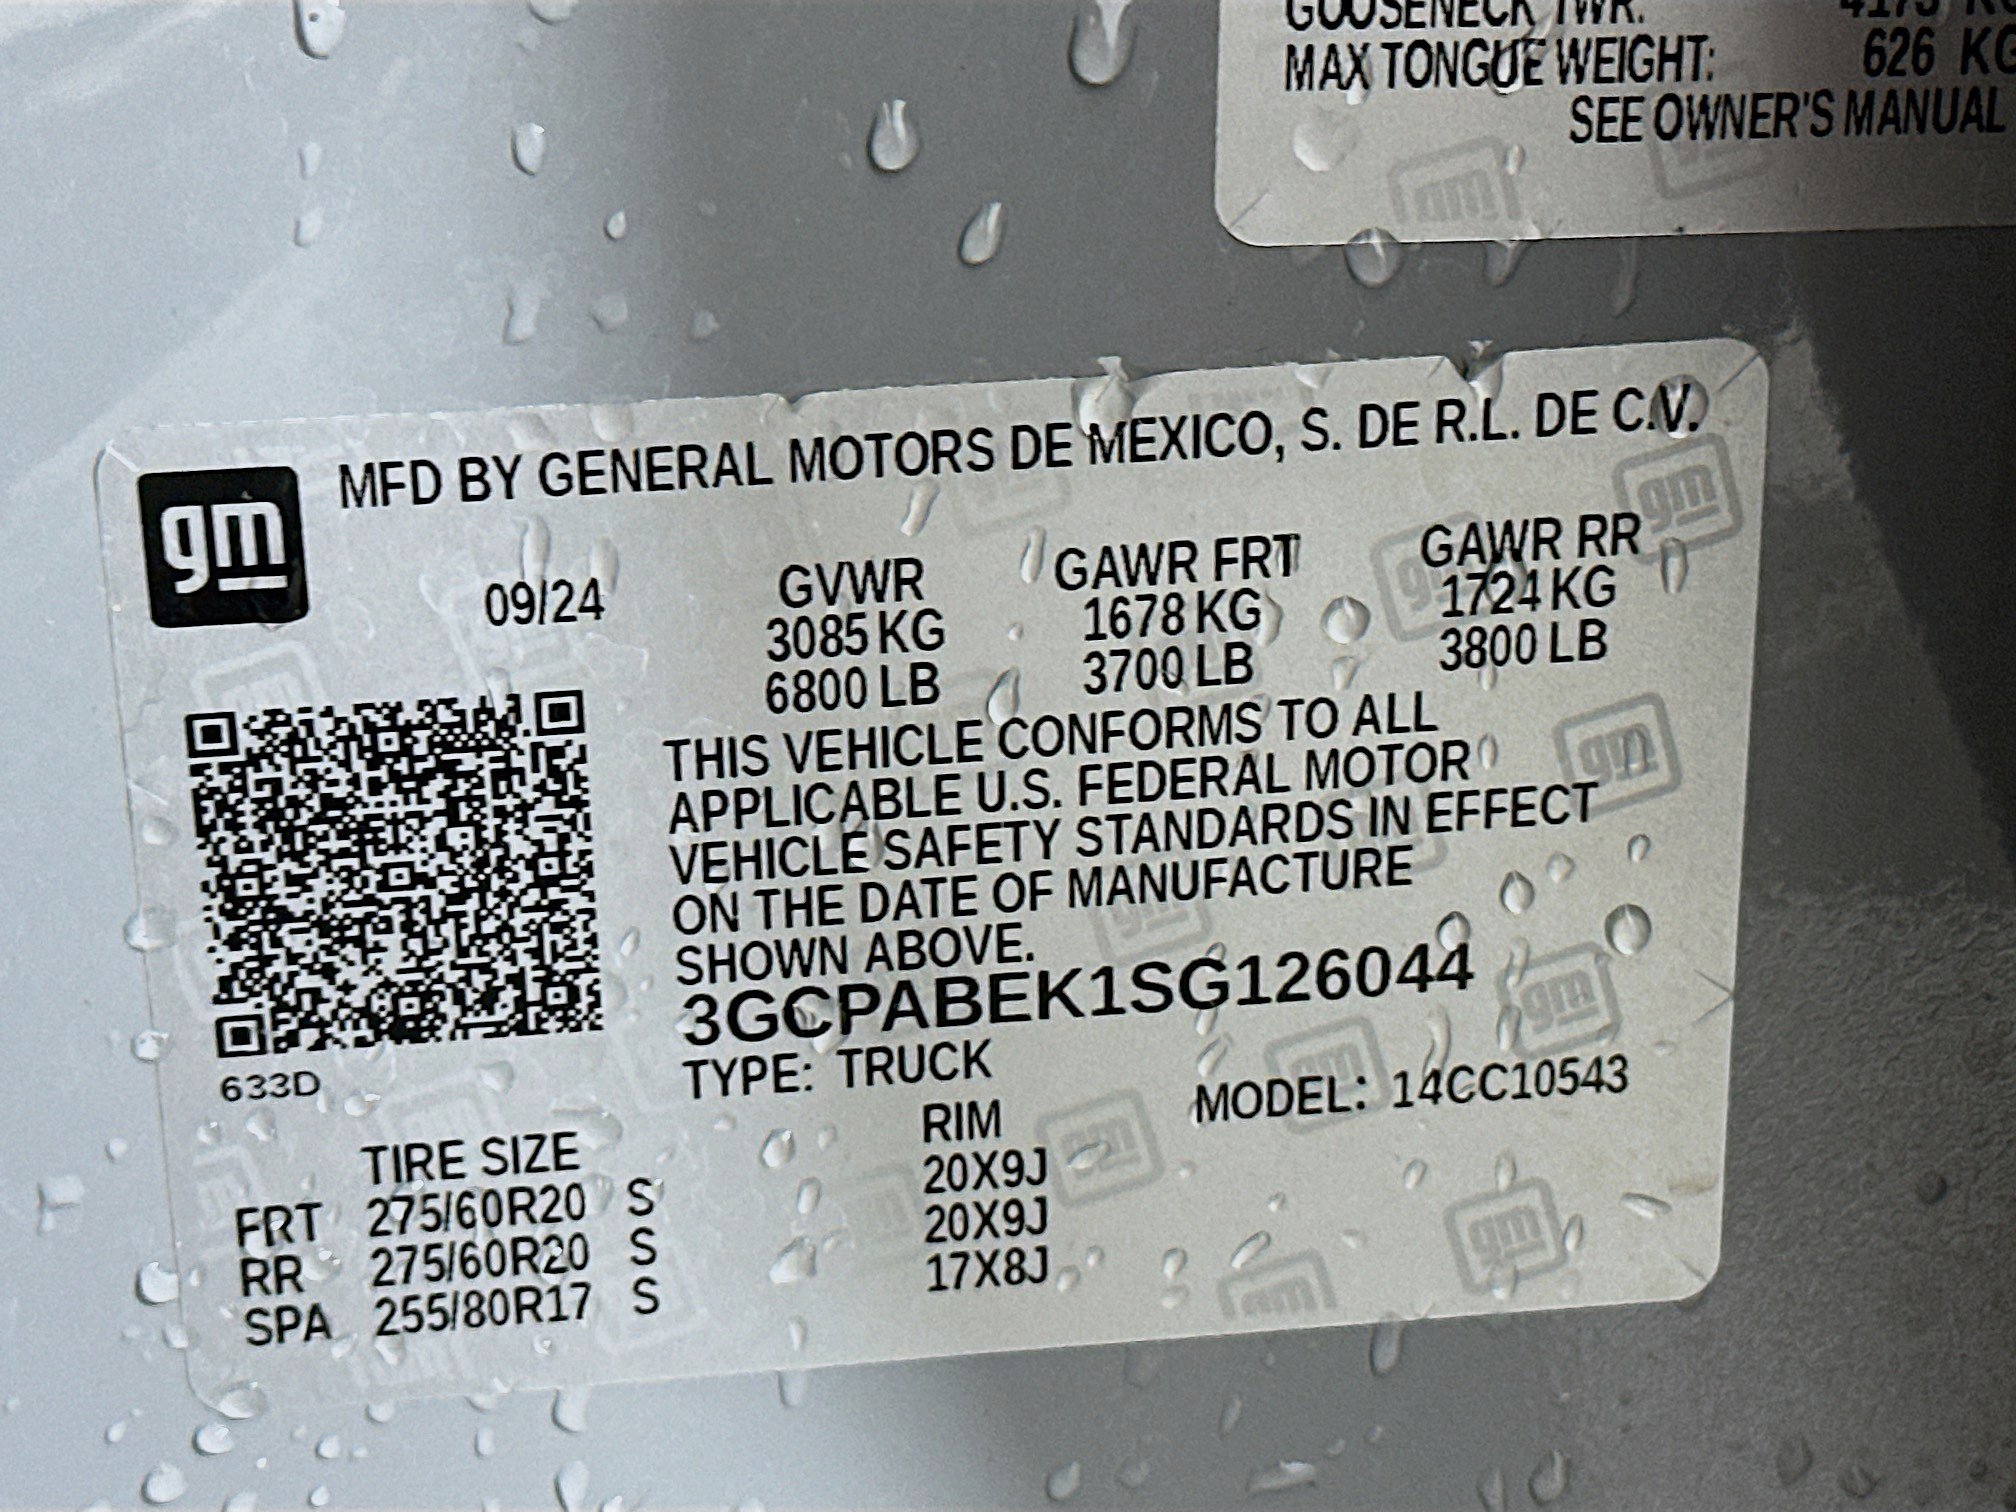 GOOSENECK TWR:
MAX TONGUE WEIGHT: 626 KG
SEE OWNER'S MANUAL
gm
MFD BY GENERAL MOTORS DE MEXICO, S. DE R.L. DE C.V.
09/24 GVWR GAWR FRT GAWR RR
3085 KG 1678 KG 1724 KG
6800 LB 3700 LB 3800 LB
THIS VEHICLE CONFORMS TO ALL
APPLICABLE U.S. FEDERAL MOTOR
VEHICLE SAFETY STANDARDS IN EFFECT
ON THE DATE OF MANUFACTURE
SHOWN ABOVE.
3GCPABEK1SG126044
633D
TYPE: TRUCK MODEL: 14CC10543
TIRE SIZE RIM
FRT 275/60R20 S 20X9J
RR 275/60R20 S 20X9J
SPA 255/80R17 S 17X8J